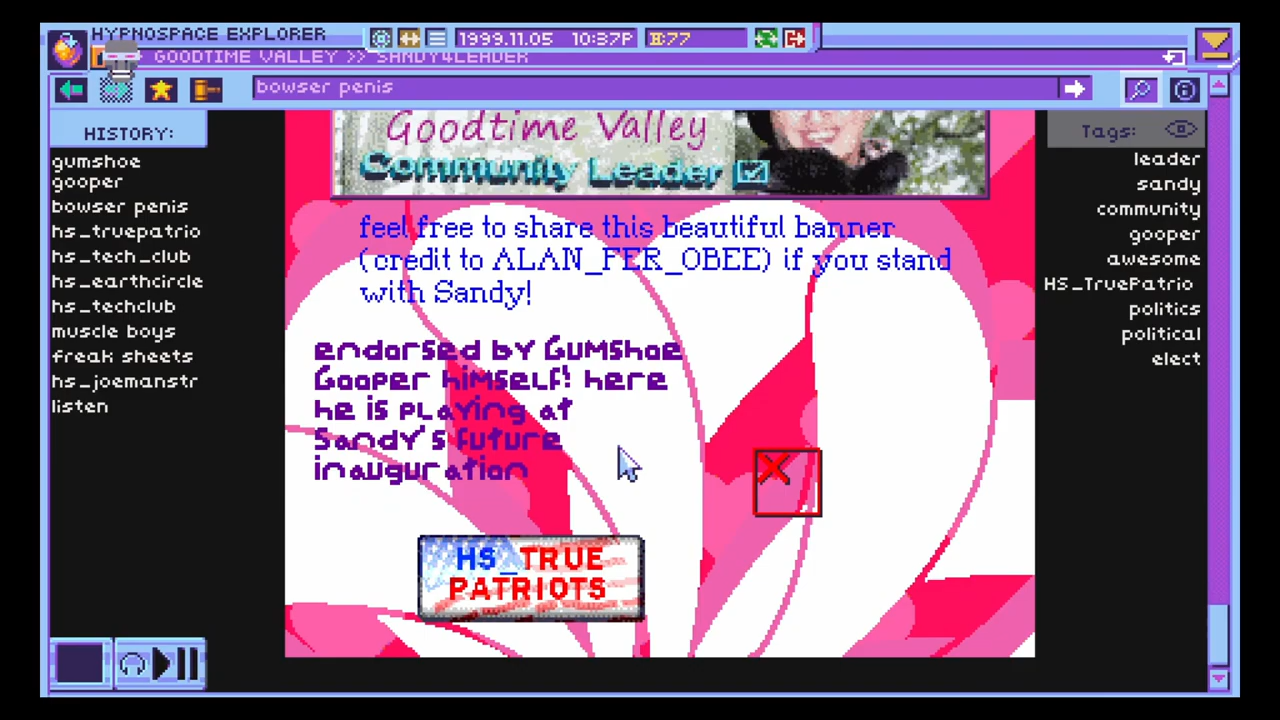 HYPNOSPACE EXPLORER
1999.11.05 10:37P
77
GOODTIME VALLEY >> SANDY4LEADER
bowser penis
HISTORY:
gumshoe
gooper
bowser penis
hs_truepatrio
hs_tech_club
hs_earthcircle
hs_techclub
muscle boys
freak sheets
hs_joemanstr
listen
Goodtime Valley
Community Leader
feel free to share this beautiful banner
(credit to ALAN_FER_OBEE) if you stand
with Sandy!
endorsed by Gumshoe
Gooper himself! here
he is playing at
Sandy's future
inauguration
HS_TRUE
PATRIOTS
Tags:
leader
sandy
community
gooper
awesome
HS_TruePatrio
politics
political
elect